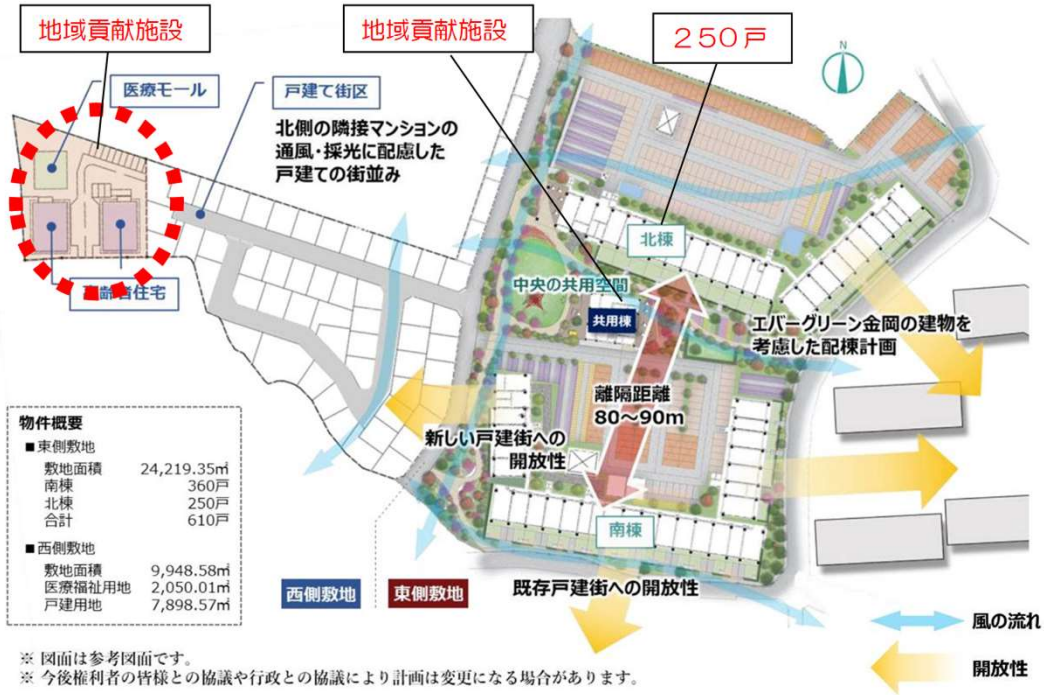 地域貢献施設
地域貢献施設
250戸
N
医療モール
戸建て街区
北側の隣接マンションの
通風・採光に配慮した
戸建ての街並み
北棟
中央の共用空間
共用棟
齢者住宅
エバーグリーン金岡の建物を
考慮した配棟計画
離隔距離
80～90m
新しい戸建街への
開放性
南棟
物件概要
■東側敷地
敷地面積 24,219.35㎡
南棟 360戸
北棟 250戸
合計 610戸
■西側敷地
敷地面積 9,948.58㎡
医療福祉用地 2,050.01㎡
戸建用地 7,898.57㎡
西側敷地
東側敷地
既存戸建街への開放性
風の流れ
開放性
※ 図面は参考図面です。
※ 今後権利者の皆様との協議や行政との協議により計画は変更になる場合があります。